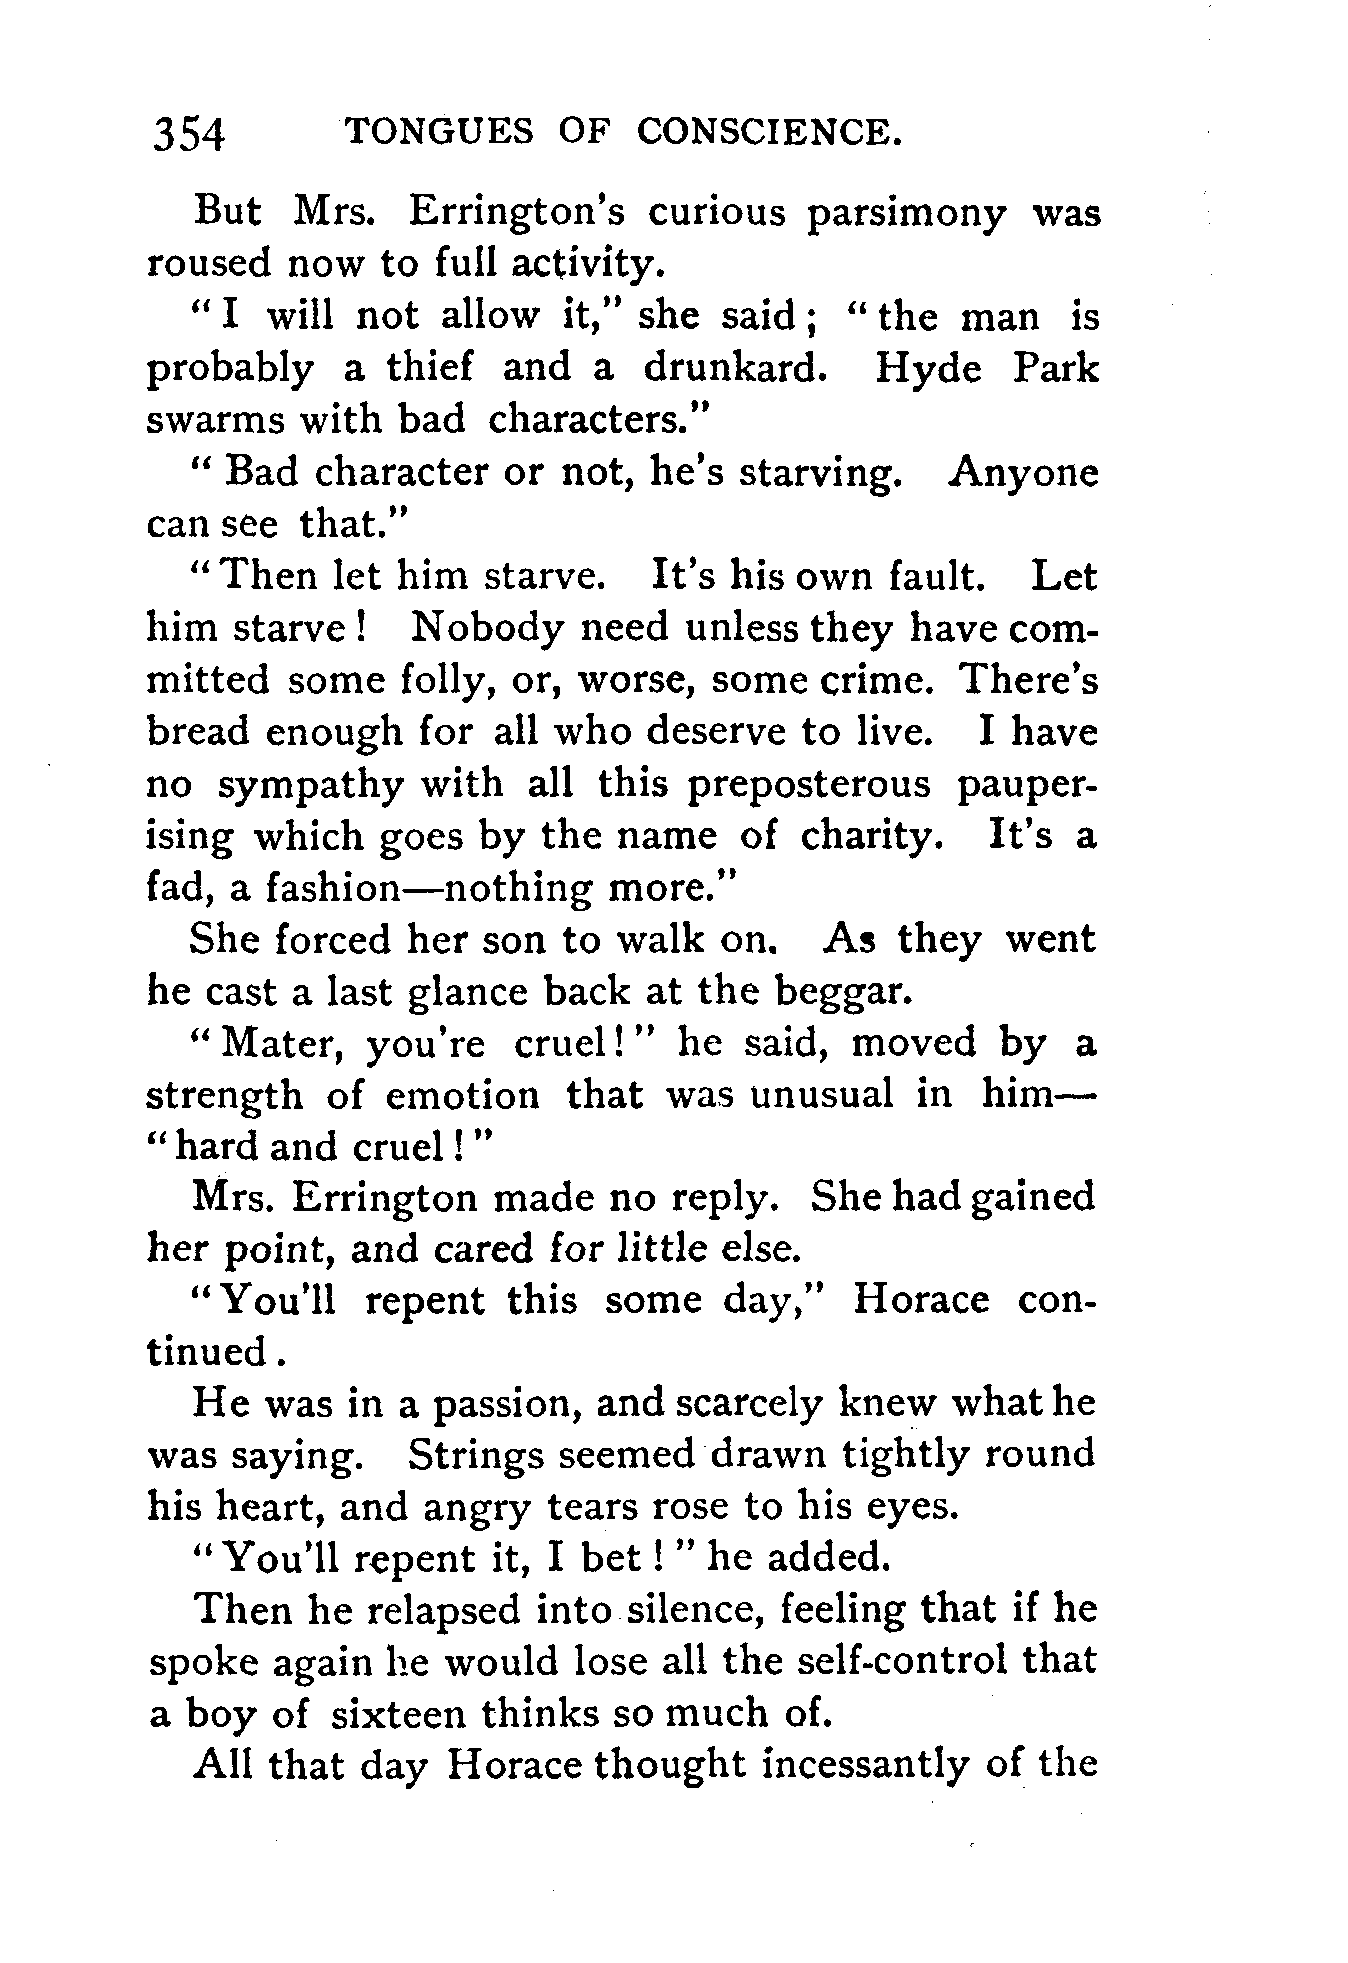 354 TONGUES OF CONSCIENCE.
But Mrs. Errington's curious parsimony was
roused now to full activity.
" I will not allow it," she said ; " the man is
probably a thief and a drunkard. Hyde Park
swarms with bad characters."
" Bad character or not, he's starving. Anyone
can see that."
" Then let him starve. It's his own fault. Let
him starve ! Nobody need unless they have com-
mitted some folly, or, worse, some crime. There's
bread enough for all who deserve to live. I have
no sympathy with all this preposterous pauper-
ising which goes by the name of charity. It's a
fad, a fashion—nothing more."
She forced her son to walk on. As they went
he cast a last glance back at the beggar.
" Mater, you're cruel ! " he said, moved by a
strength of emotion that was unusual in him—
" hard and cruel ! "
Mrs. Errington made no reply. She had gained
her point, and cared for little else.
" You'll repent this some day," Horace con-
tinued .
He was in a passion, and scarcely knew what he
was saying. Strings seemed drawn tightly round
his heart, and angry tears rose to his eyes.
" You'll repent it, I bet ! " he added.
Then he relapsed into silence, feeling that if he
spoke again he would lose all the self-control that
a boy of sixteen thinks so much of.
All that day Horace thought incessantly of the